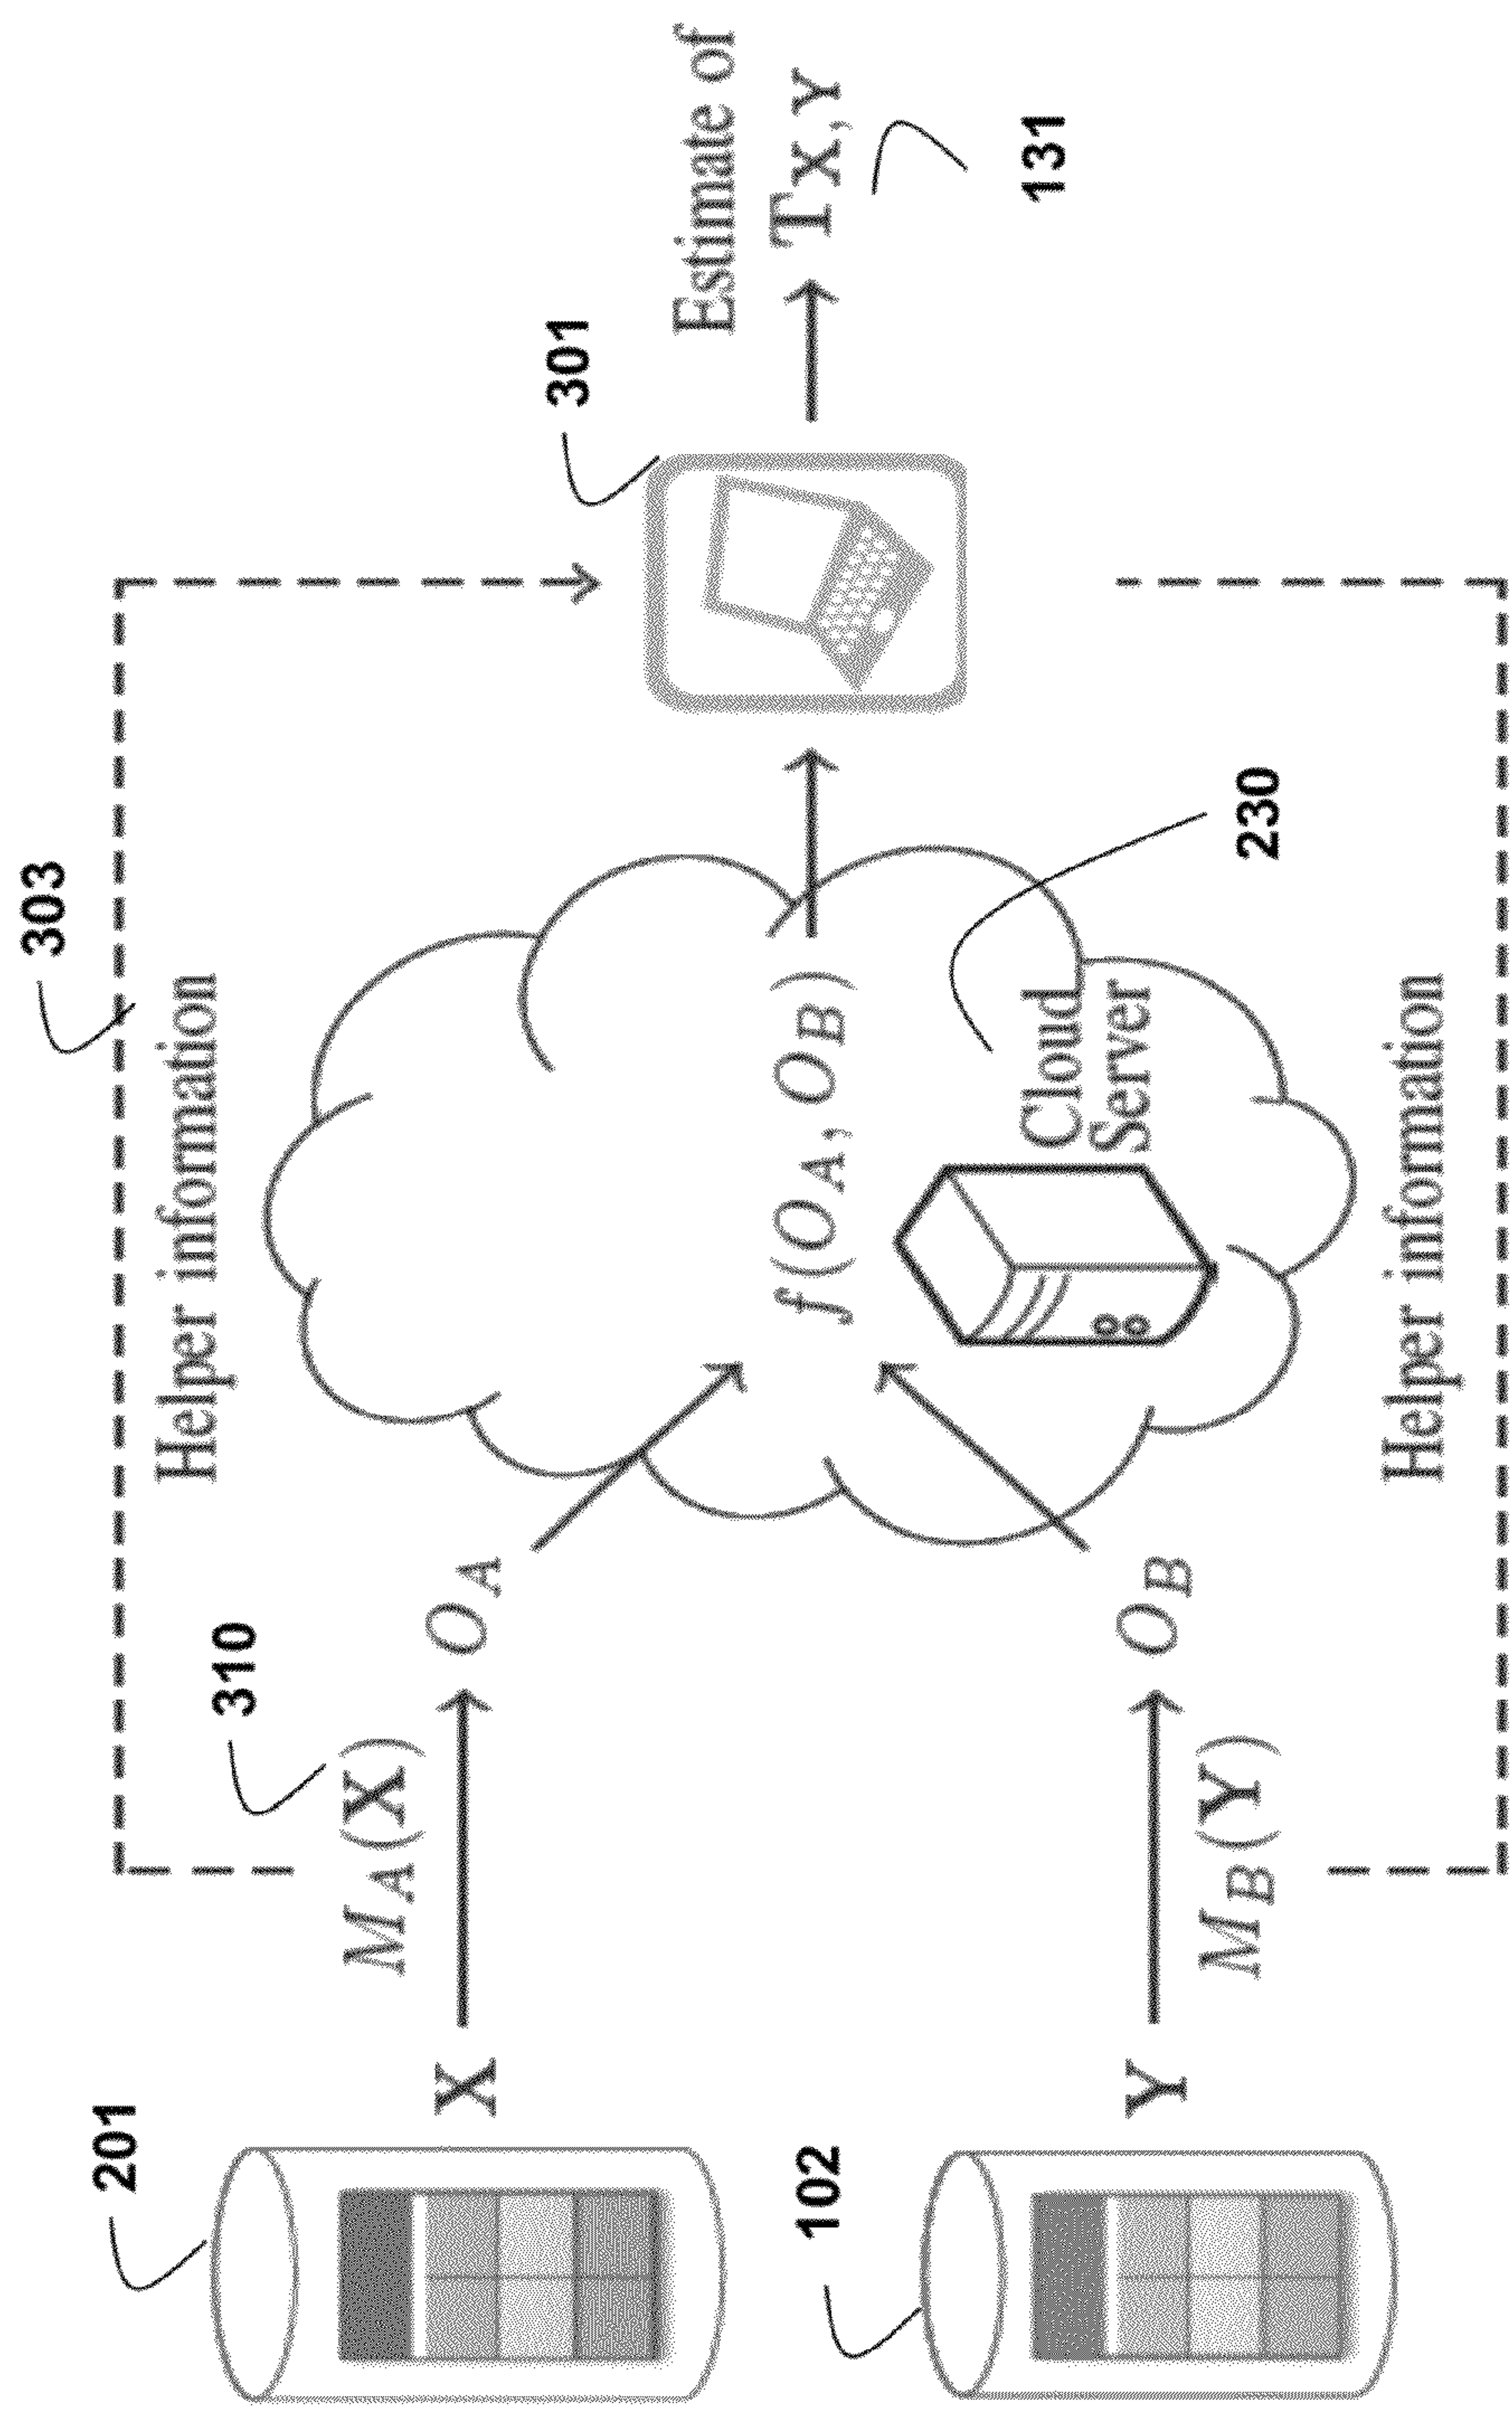 303
Helper information
201
310
M_A(X)
X
O_A
301
Estimate of
T_X,Y
131
f(O_A, O_B)
Cloud
Server
230
102
Y
O_B
M_B(Y)
Helper information